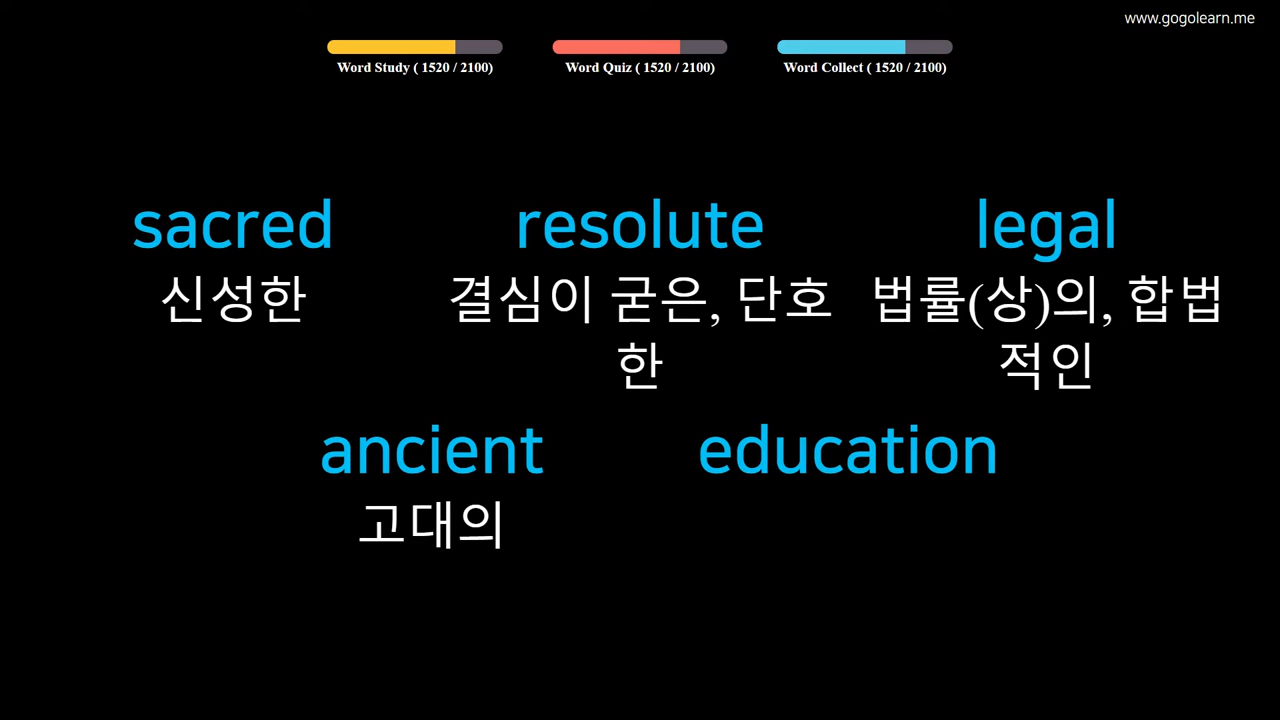 www.gogolearn.me
Word Study ( 1520 / 2100)
Word Quiz ( 1520 / 2100)
Word Collect ( 1520 / 2100)
sacred
신성한
resolute
결심이 굳은, 단호
한
legal
법률(상)의, 합법
적인
ancient
고대의
education